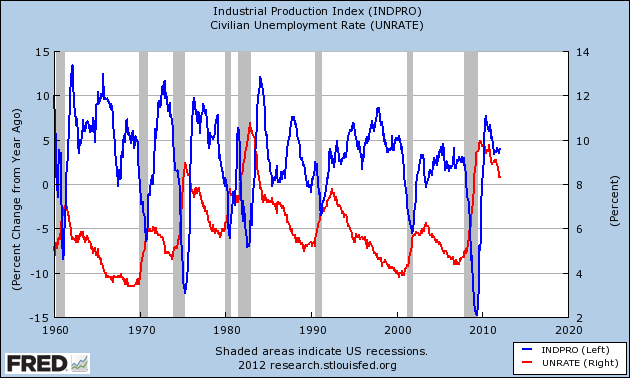 Industrial Production Index (INDPRO)
Civilian Unemployment Rate (UNRATE)
15 14
10 12
5 10
0 8
-5 6
-10 4
-15 2
(Percent Change from Year Ago)
(Percent)
1960 1970 1980 1990 2000 2010 2020
Shaded areas indicate US recessions.
2012 research.stlouisfed.org
FRED
INDPRO (Left)
UNRATE (Right)